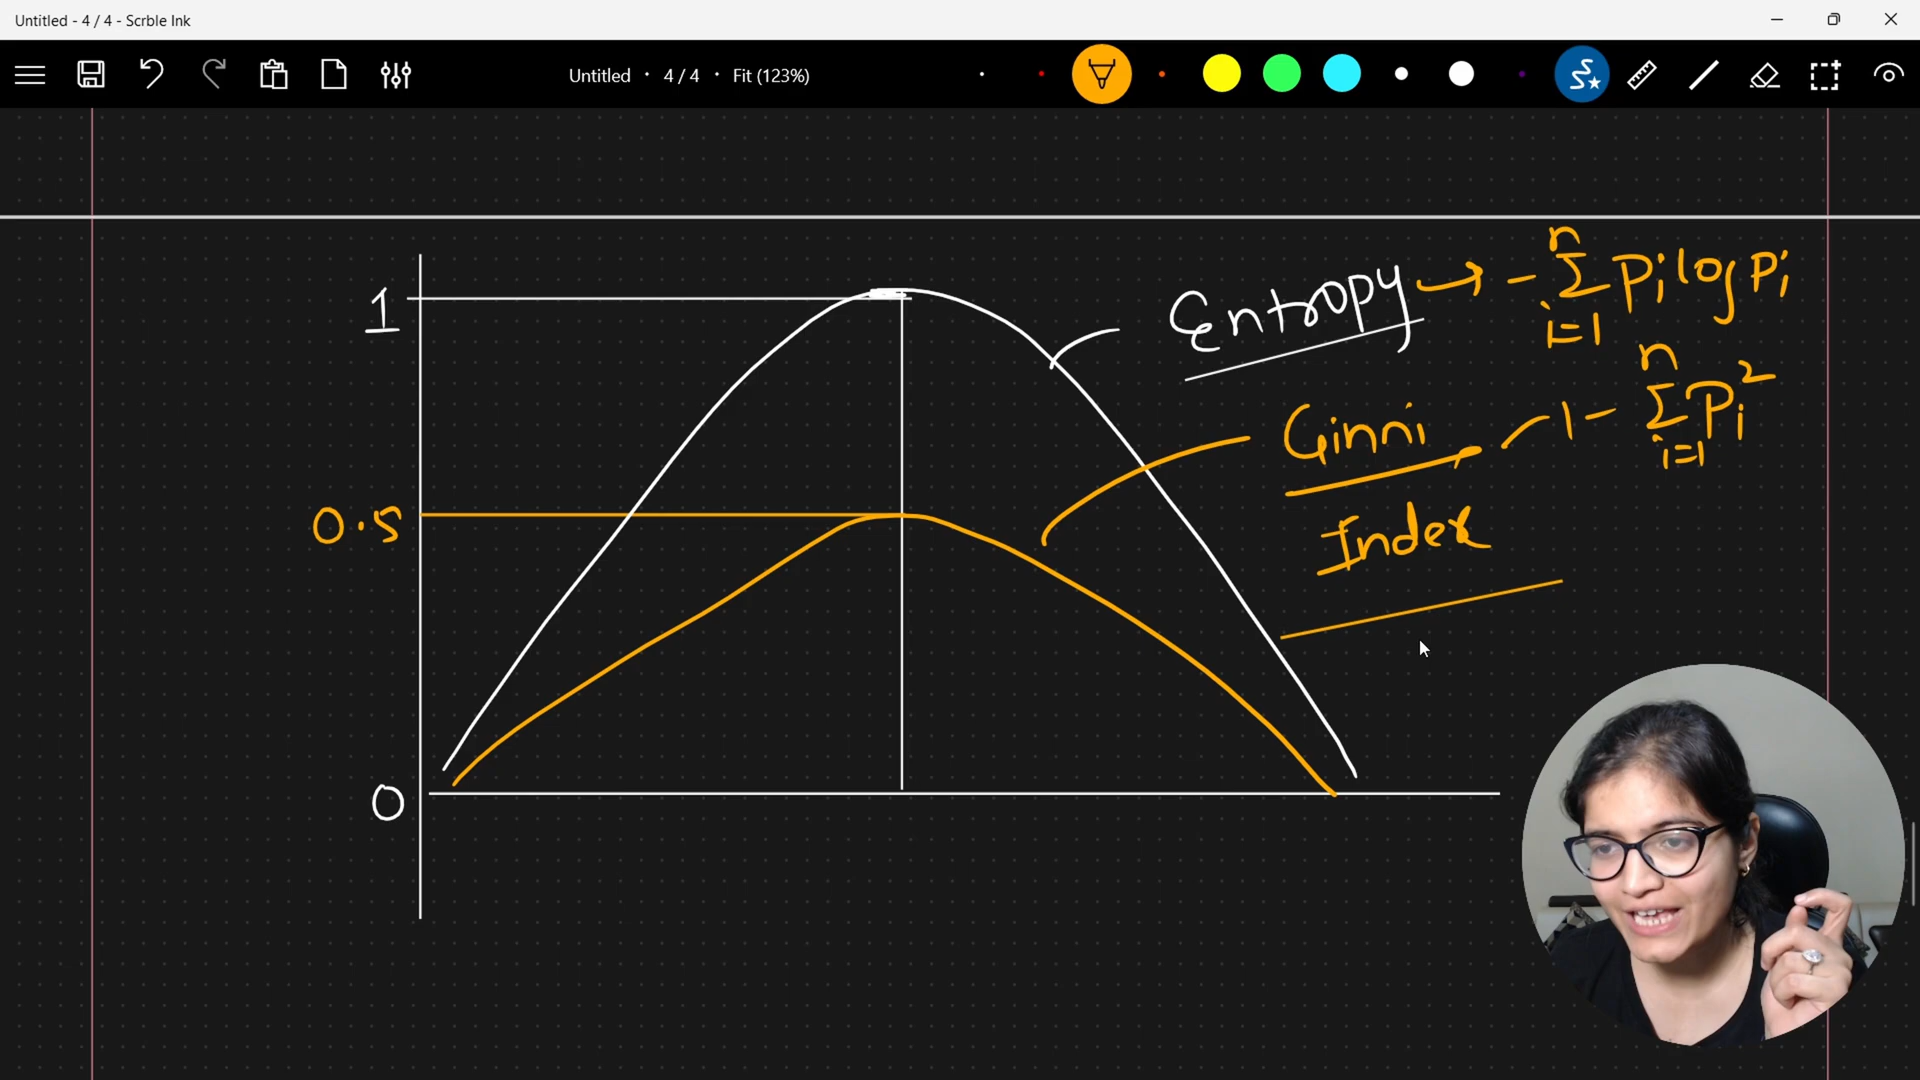 Untitled - 4 / 4 - Scrble Ink
Untitled • 4 / 4 • Fit (123%)
1
Entropy → - n Σ i=1 Pi log Pi
Ginni 1 - n Σ i=1 Pi²
0.5
Index
0